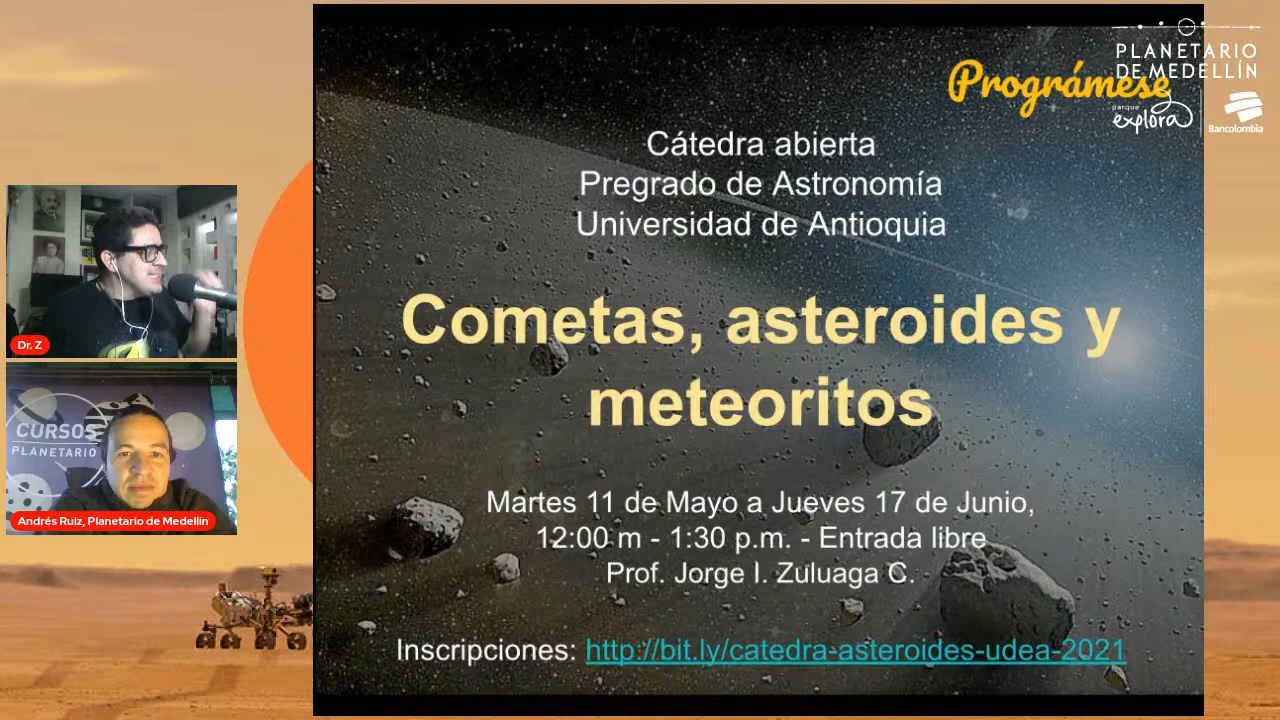 PLANETARIO
DE MEDELLÍN
Prográmese
parque
explora
Bancolombia
Cátedra abierta
Pregrado de Astronomía
Universidad de Antioquia
Cometas, asteroides y
meteoritos
Martes 11 de Mayo a Jueves 17 de Junio,
12:00 m - 1:30 p.m. - Entrada libre
Prof. Jorge I. Zuluaga C.
Inscripciones: http://bit.ly/catedra-asteroides-udea-2021
Dr. Z
CURSOS
PLANETARIO
Andrés Ruiz, Planetario de Medellín